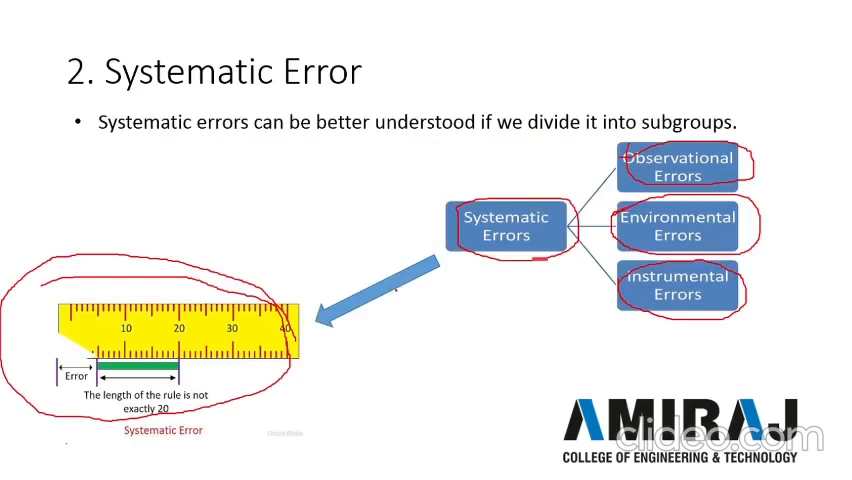 2. Systematic Error
• Systematic errors can be better understood if we divide it into subgroups.
Observational
Errors
Systematic
Errors
Environmental
Errors
Instrumental
Errors
10 20 30 40
Error
The length of the rule is not
exactly 20
Systematic Error
Circuit Globe
AMIRAJ
clideo.com
COLLEGE OF ENGINEERING & TECHNOLOGY